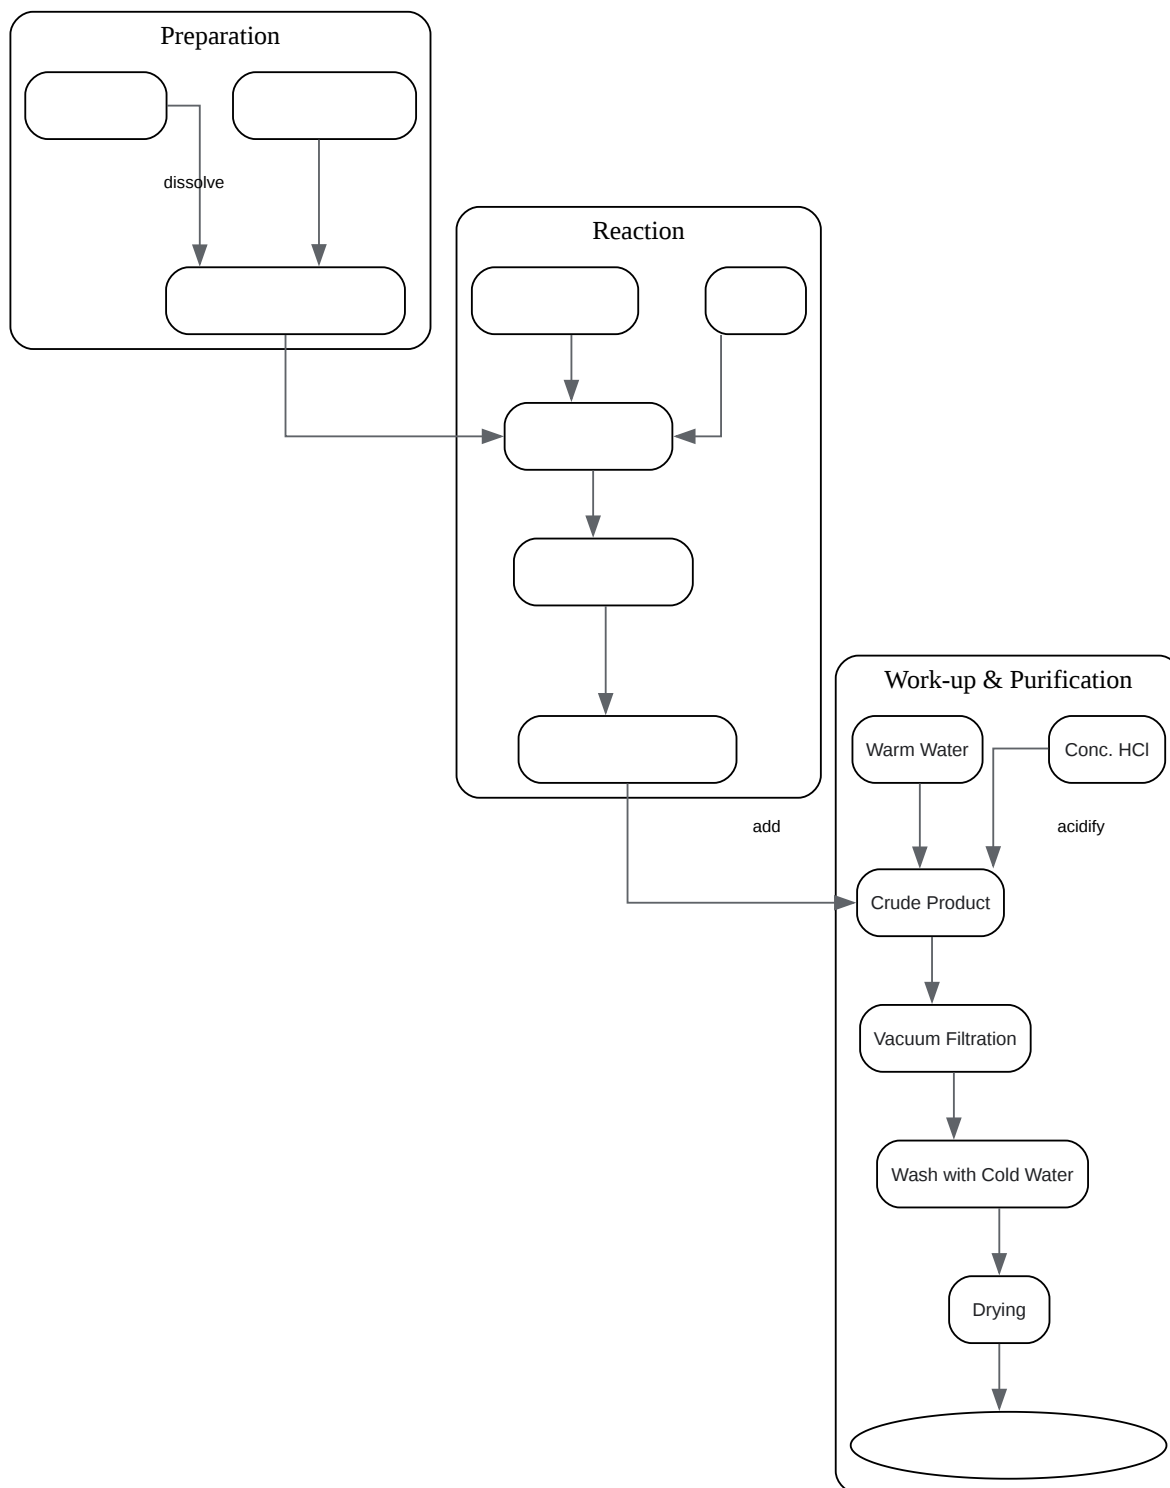 Preparation
dissolve
Reaction
Work-up & Purification
Warm Water
Conc. HCl
add
acidify
Crude Product
Vacuum Filtration
Wash with Cold Water
Drying